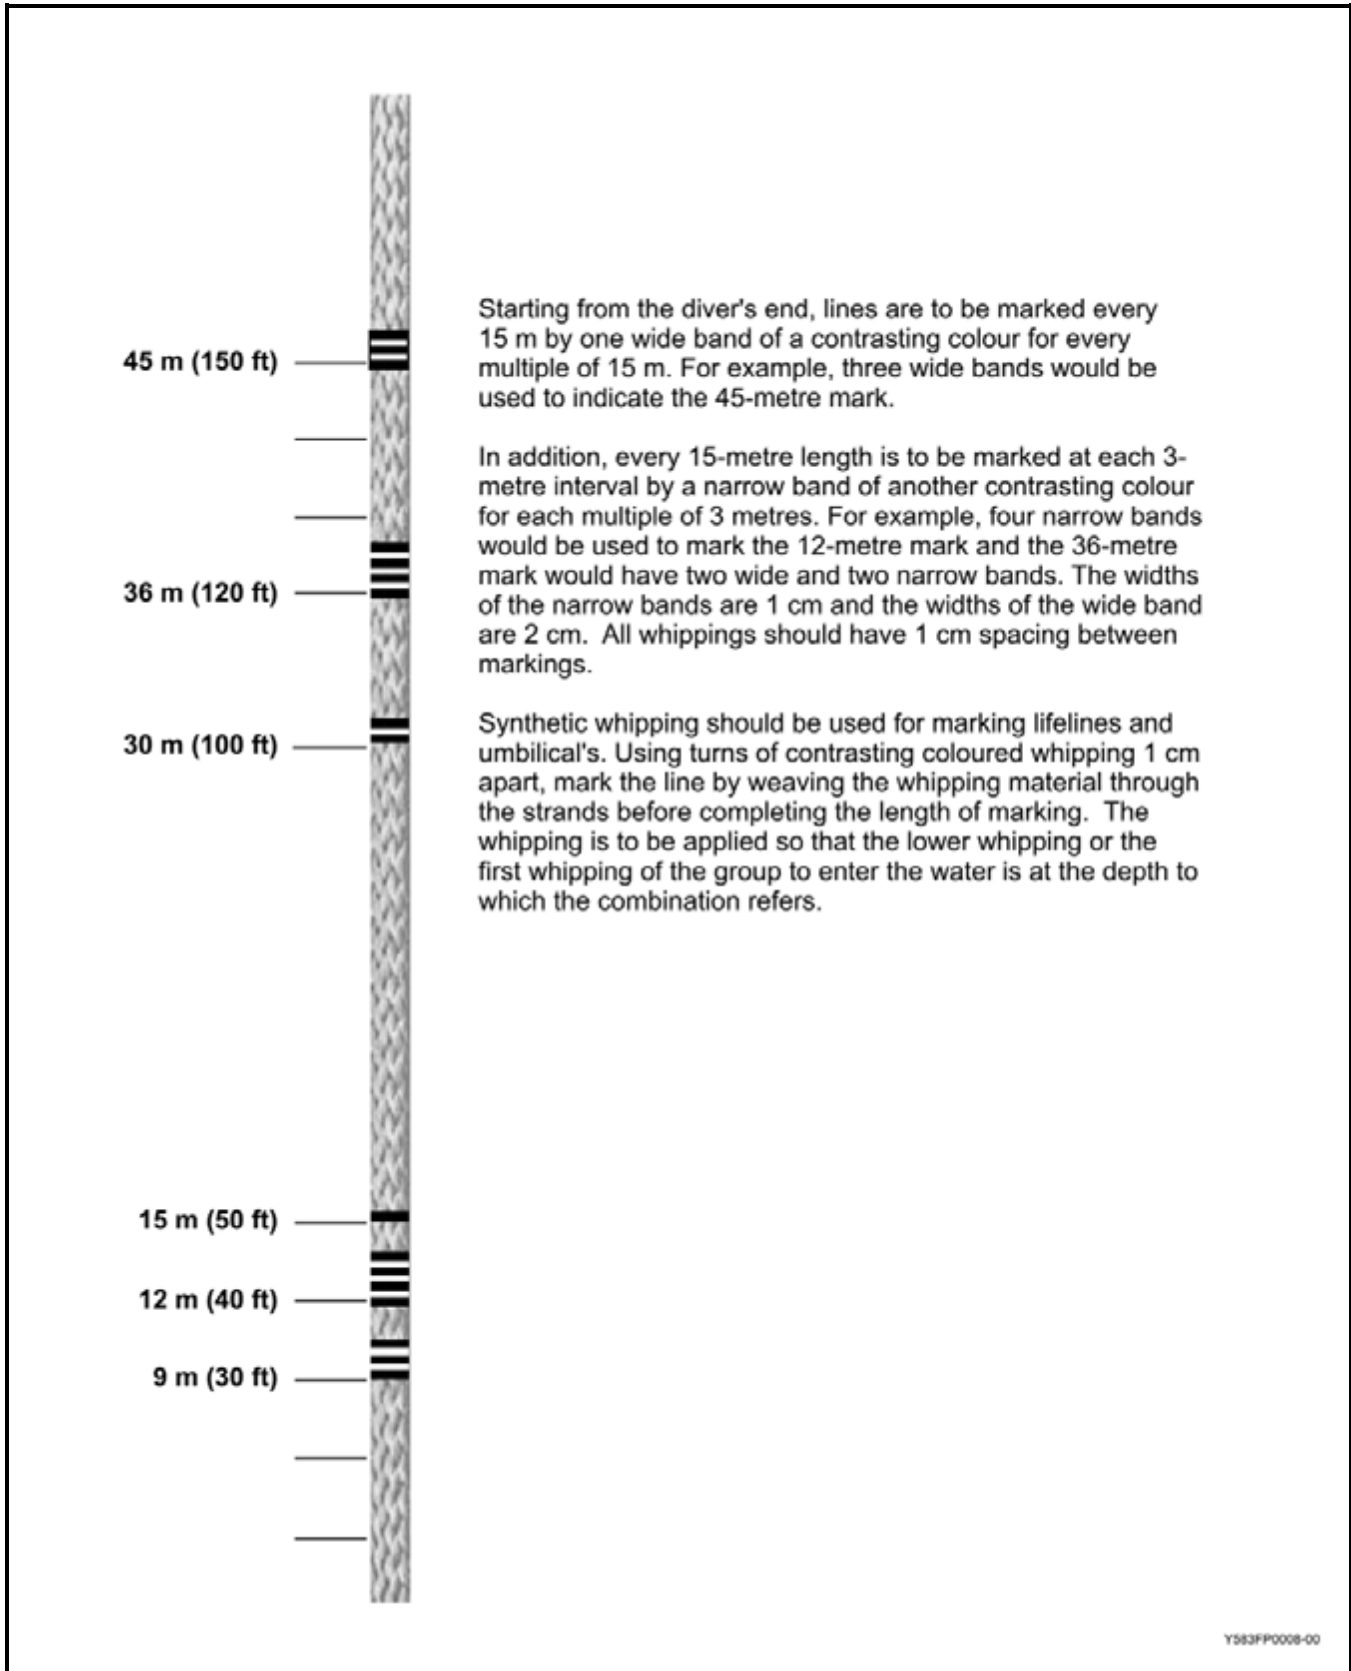 Starting from the diver's end, lines are to be marked every
15 m by one wide band of a contrasting colour for every
multiple of 15 m. For example, three wide bands would be
used to indicate the 45-metre mark.
In addition, every 15-metre length is to be marked at each 3-
metre interval by a narrow band of another contrasting colour
for each multiple of 3 metres. For example, four narrow bands
would be used to mark the 12-metre mark and the 36-metre
mark would have two wide and two narrow bands. The widths
of the narrow bands are 1 cm and the widths of the wide band
are 2 cm.  All whippings should have 1 cm spacing between
markings.
Synthetic whipping should be used for marking lifelines and
umbilical's. Using turns of contrasting coloured whipping 1 cm
apart, mark the line by weaving the whipping material through
the strands before completing the length of marking.  The
whipping is to be applied so that the lower whipping or the
first whipping of the group to enter the water is at the depth to
which the combination refers.
45 m (150 ft)
36 m (120 ft)
30 m (100 ft)
15 m (50 ft)
12 m (40 ft)
9 m (30 ft)
Y583FP0008-00